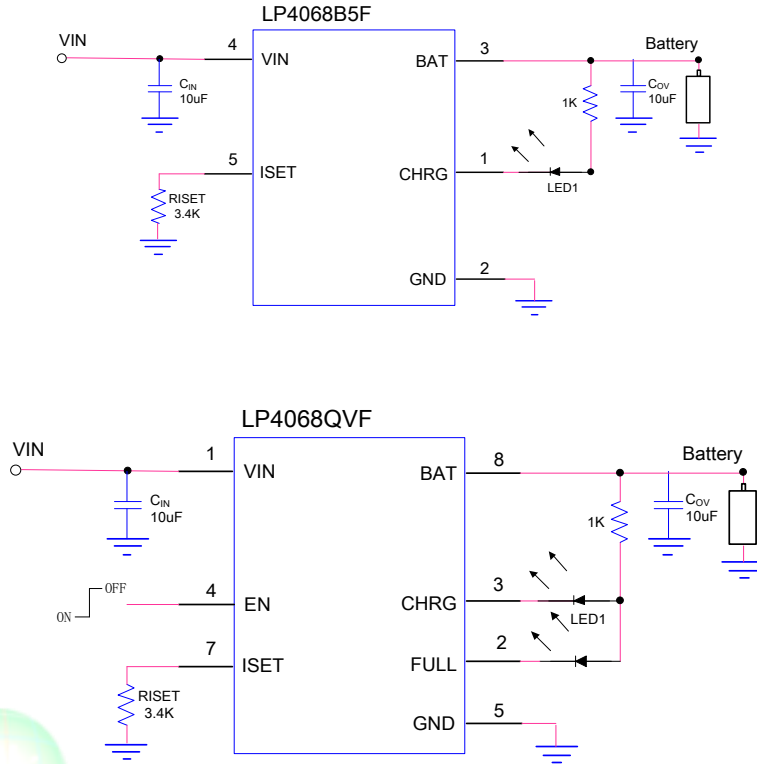 LP4068B5F
VIN
4
VIN
BAT
3
Battery
CIN
10uF
1K
COV
10uF
5
ISET
RISET
3.4K
CHRG
1
LED1
GND
2
LP4068QVF
VIN
1
VIN
BAT
8
Battery
CIN
10uF
1K
COV
10uF
OFF
ON
4
EN
CHRG
3
LED1
7
ISET
FULL
2
RISET
3.4K
GND
5